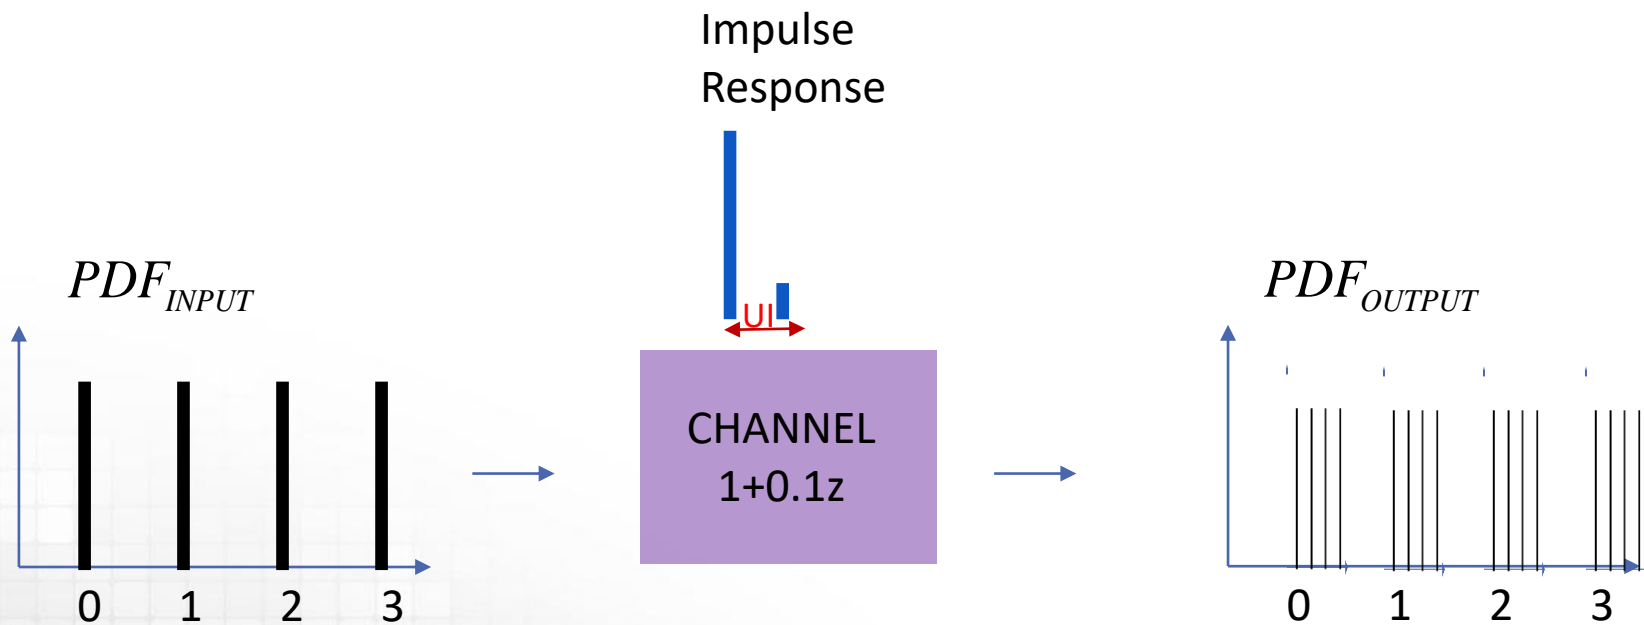 Impulse
Response
PDF_INPUT
UI
PDF_OUTPUT
CHANNEL
1+0.1z
0 1 2 3
0 1 2 3